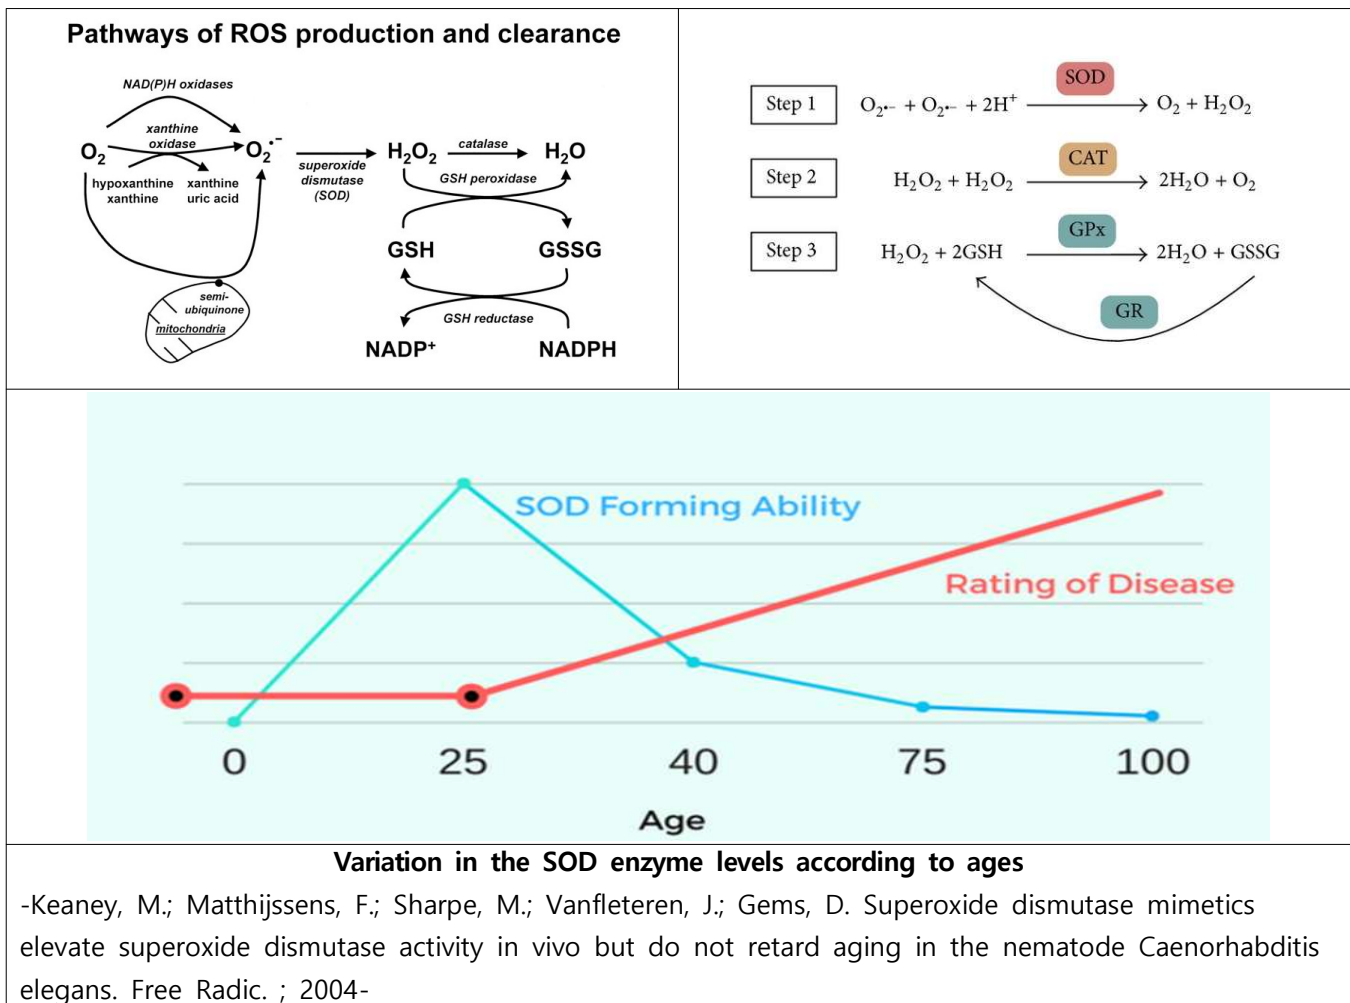 Pathways of ROS production and clearance
NAD(P)H oxidases
xanthine
oxidase
O₂
O₂•−
hypoxanthine
xanthine
xanthine
uric acid
superoxide
dismutase
(SOD)
H₂O₂
catalase
H₂O
GSH peroxidase
GSH
GSSG
GSH reductase
NADP⁺
NADPH
semi-
ubiquinone
mitochondria
SOD
Step 1
O₂•– + O₂•– + 2H⁺
O₂ + H₂O₂
CAT
Step 2
H₂O₂ + H₂O₂
2H₂O + O₂
GPx
Step 3
H₂O₂ + 2GSH
2H₂O + GSSG
GR
SOD Forming Ability
Rating of Disease
0 25 40 75 100
Age
Variation in the SOD enzyme levels according to ages
-Keaney, M.; Matthijssens, F.; Sharpe, M.; Vanfleteren, J.; Gems, D. Superoxide dismutase mimetics
elevate superoxide dismutase activity in vivo but do not retard aging in the nematode Caenorhabditis
elegans. Free Radic. ; 2004-